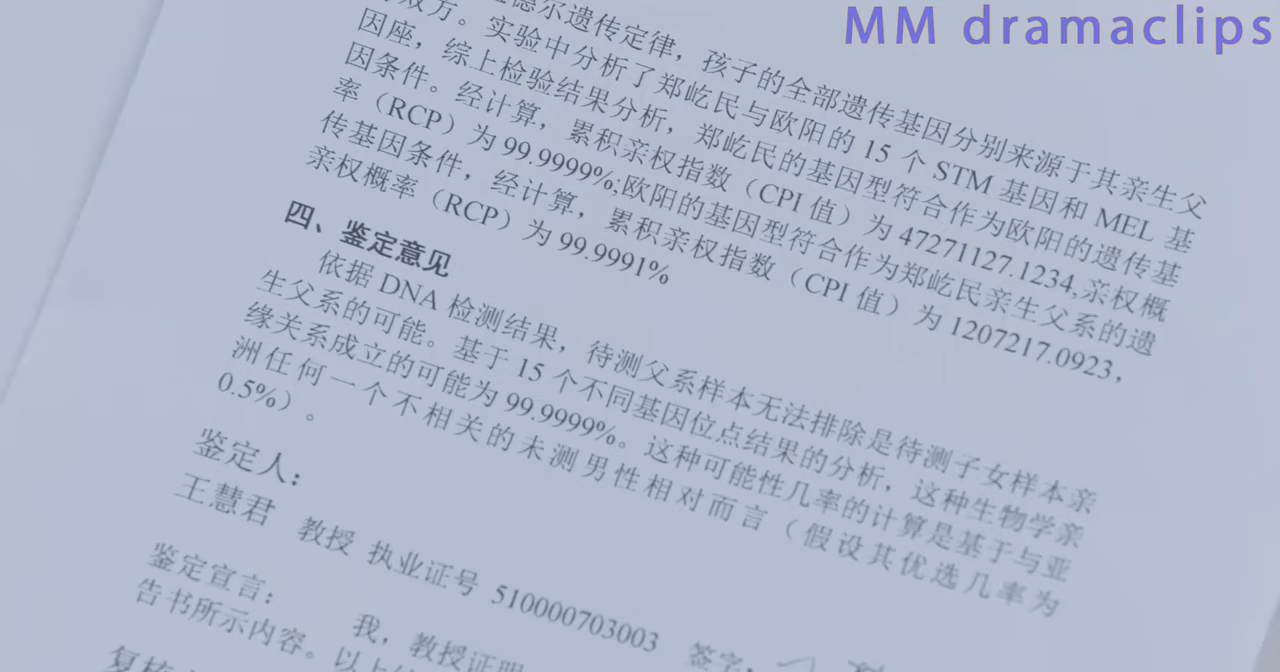 MM dramaclips
德尔遗传定律，孩子的全部遗传基因分别来源于其亲生父
双方。实验中分析了郑屹民与欧阳的 15 个 STM 基因和 MEL 基
因座，综上检验结果分析，郑屹民的基因型符合作为欧阳的遗传基
因条件。经计算，累积亲权指数（CPI 值）为 47271127.1234,亲权概
率（RCP）为 99.9999%;欧阳的基因型符合作为郑屹民亲生父系的遗
传基因条件，经计算，累积亲权指数（CPI 值）为 1207217.0923，
亲权概率（RCP）为 99.9991%
四、鉴定意见
依据 DNA 检测结果，待测父系样本无法排除是待测子女样本亲
生父系的可能。基于 15 个不同基因位点结果的分析，这种生物学亲
缘关系成立的可能为 99.9999%。这种可能性几率的计算是基于与亚
洲任何一个不相关的未测男性相对而言（假设其优选几率为
0.5%）。
鉴定人：
王慧君 教授 执业证号 510000703003 签字
鉴定宣言：
我，教授证明
告书所示内容。以上
复核